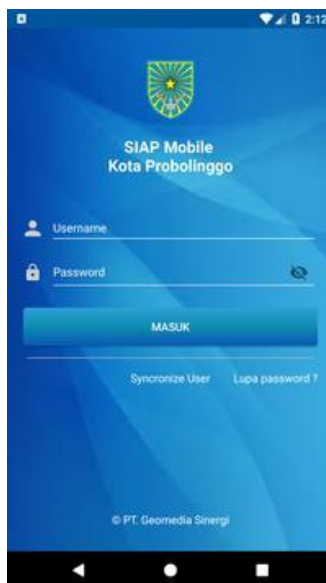 2:12
SIAP Mobile
Kota Probolinggo
Username
Password
MASUK
Syncronize User Lupa password ?
© PT. Geomedia Sinergi